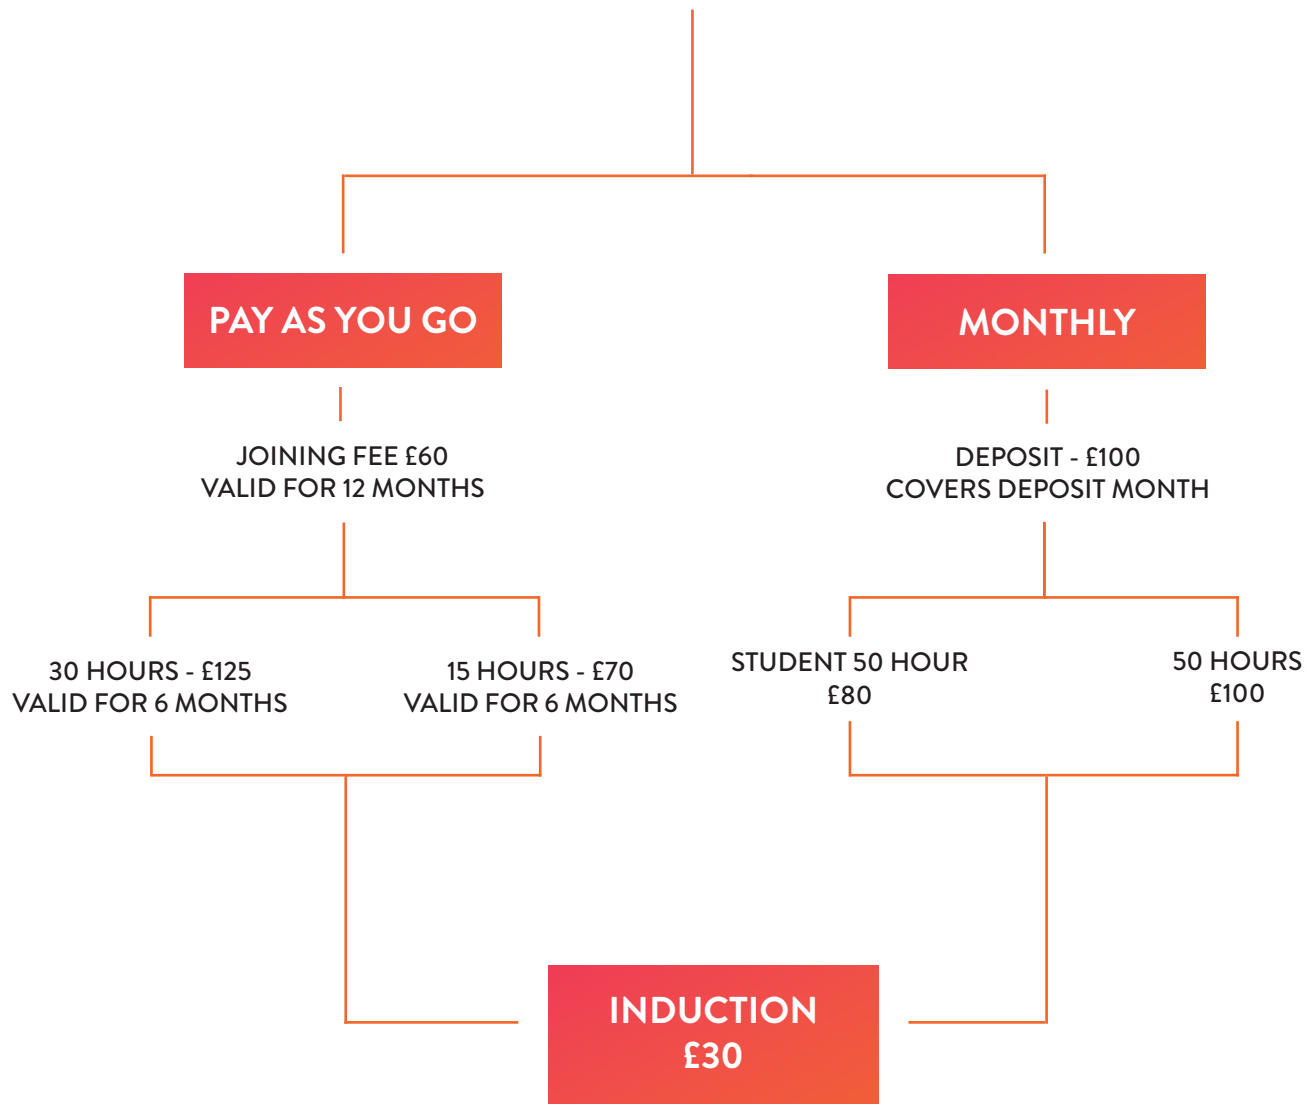 PAY AS YOU GO
MONTHLY
JOINING FEE £60
VALID FOR 12 MONTHS
DEPOSIT - £100
COVERS DEPOSIT MONTH
30 HOURS - £125
VALID FOR 6 MONTHS
15 HOURS - £70
VALID FOR 6 MONTHS
STUDENT 50 HOUR
£80
50 HOURS
£100
INDUCTION
£30